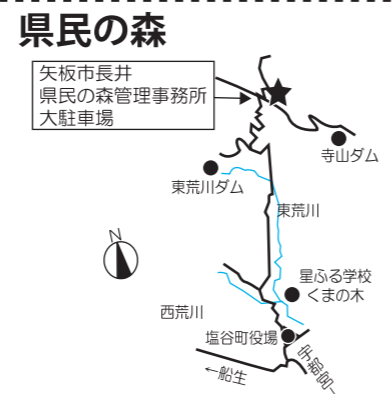 県民の森
矢板市長井
県民の森管理事務所
大駐車場
寺山ダム
東荒川ダム
東荒川
N
星ふる学校
くまの木
西荒川
塩谷町役場
←船生
宇都宮→